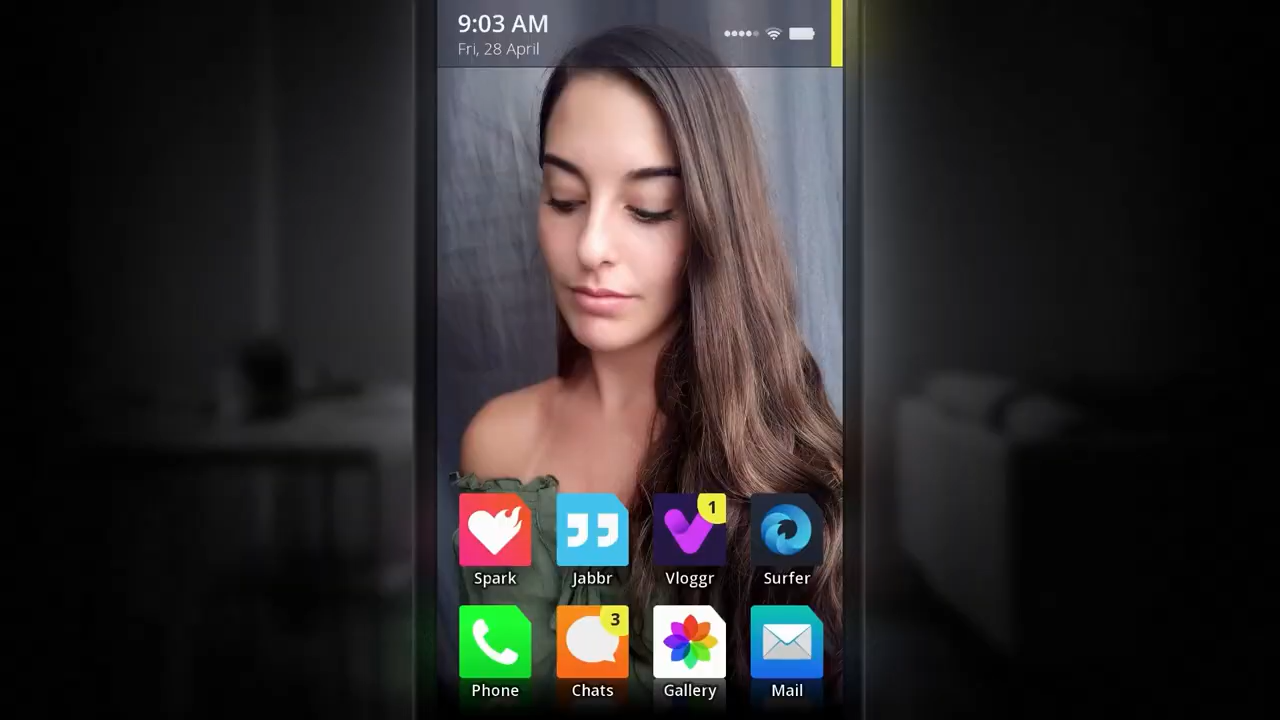 9:03 AM
Fri, 28 April
1
Spark Jabbr Vloggr Surfer
3
Phone Chats Gallery Mail